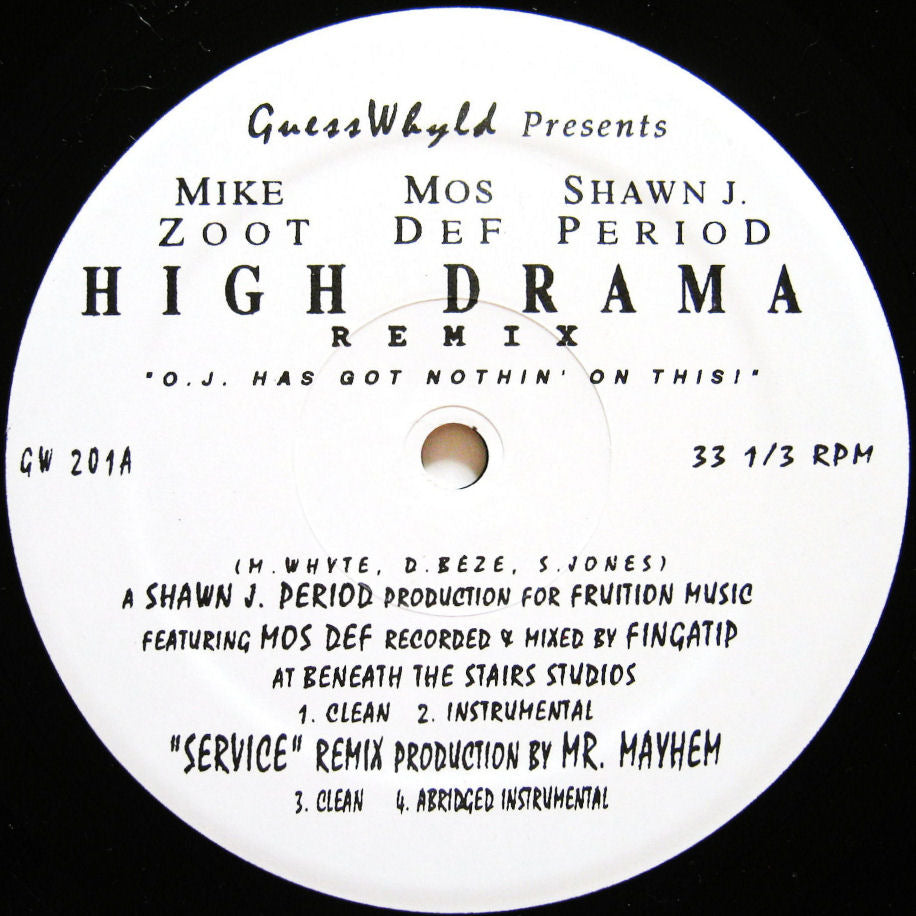 GuessWhyld Presents
MIKE ZOOT MOS DEF SHAWN J. PERIOD
HIGH DRAMA
REMIX
"O.J. HAS GOT NOTHIN' ON THIS!"
GW 201A
33 1/3 RPM
(M.WHYTE, D.BEZE, S.JONES)
A SHAWN J. PERIOD PRODUCTION FOR FRUITION MUSIC
FEATURING MOS DEF RECORDED & MIXED BY FINGATIP
AT BENEATH THE STAIRS STUDIOS
1. CLEAN 2. INSTRUMENTAL
"SERVICE" REMIX PRODUCTION BY MR. MAYHEM
3. CLEAN 4. ABRIDGED INSTRUMENTAL